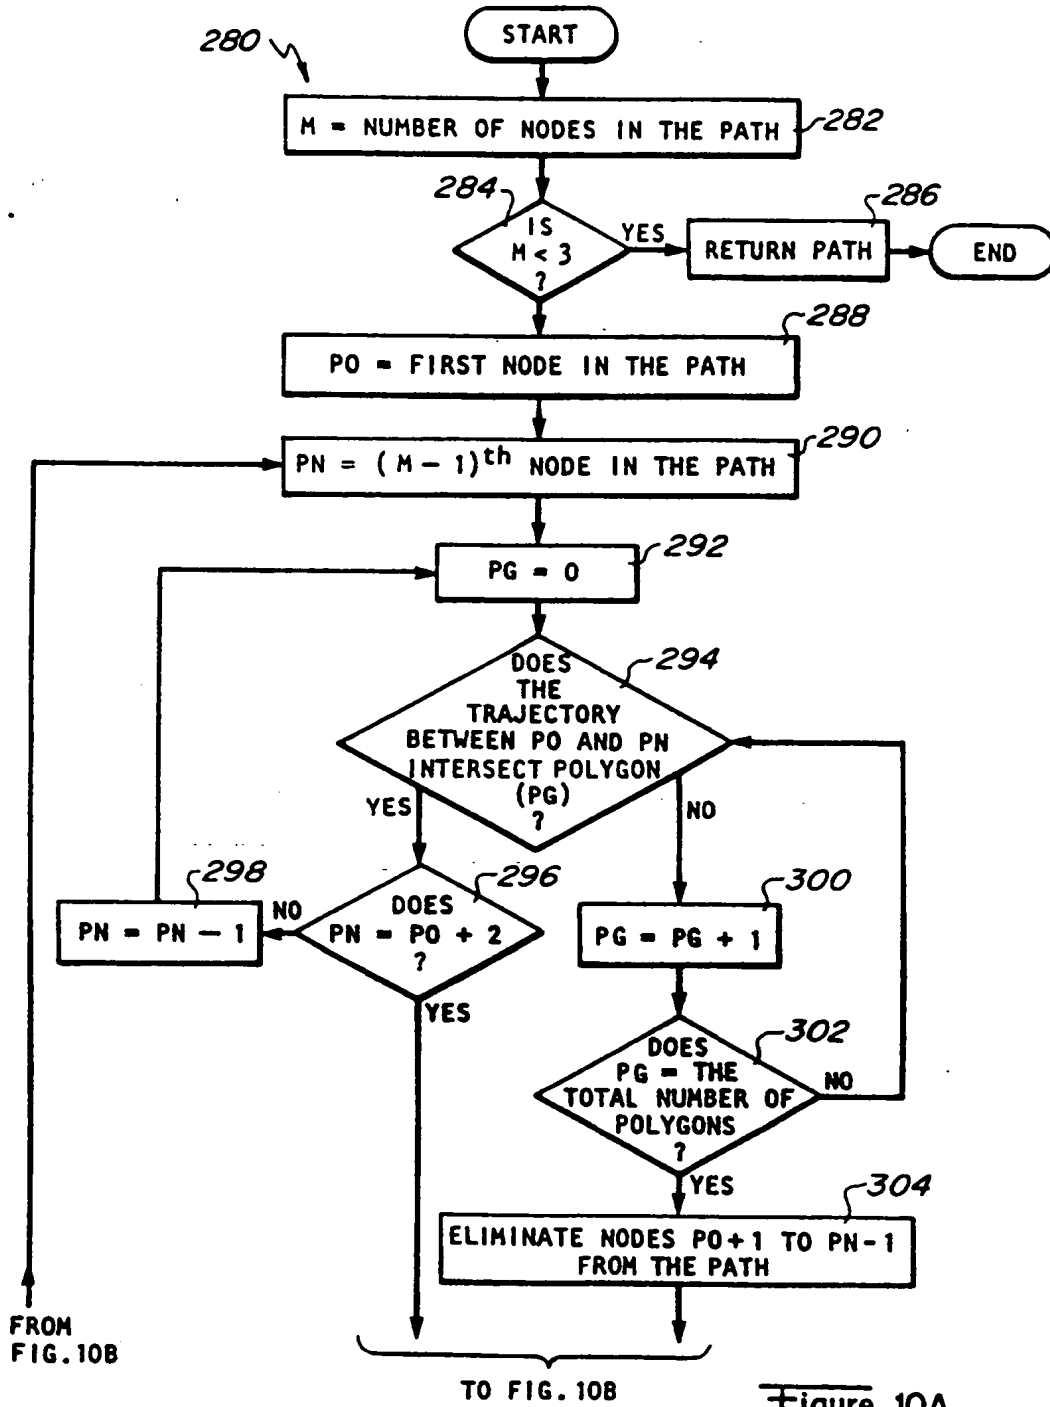 START
280
M = NUMBER OF NODES IN THE PATH
282
284
IS
M < 3
?
YES
286
RETURN PATH
END
288
PO = FIRST NODE IN THE PATH
290
PN = (M - 1)th NODE IN THE PATH
292
PG = 0
294
DOES
THE
TRAJECTORY
BETWEEN PO AND PN
INTERSECT POLYGON
(PG)
?
YES
NO
298
PN = PN - 1
NO
296
DOES
PN = PO + 2
?
YES
300
PG = PG + 1
302
DOES
PG = THE
TOTAL NUMBER OF
POLYGONS
?
NO
YES
304
ELIMINATE NODES PO+1 TO PN-1
FROM THE PATH
FROM
FIG.10B
TO FIG.10B
Figure 10A